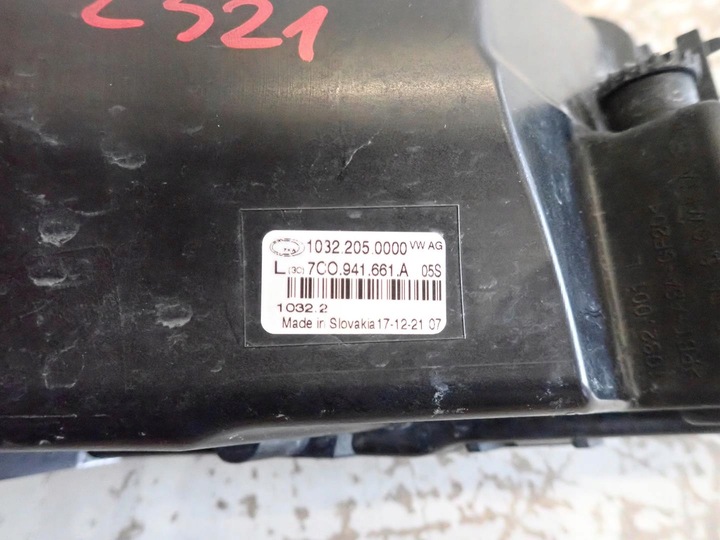 LS21
1032.205.0000 VW AG
L (3C) 7C0.941.661.A 05S
1032.2
Made in Slovakia 17-12-21 07